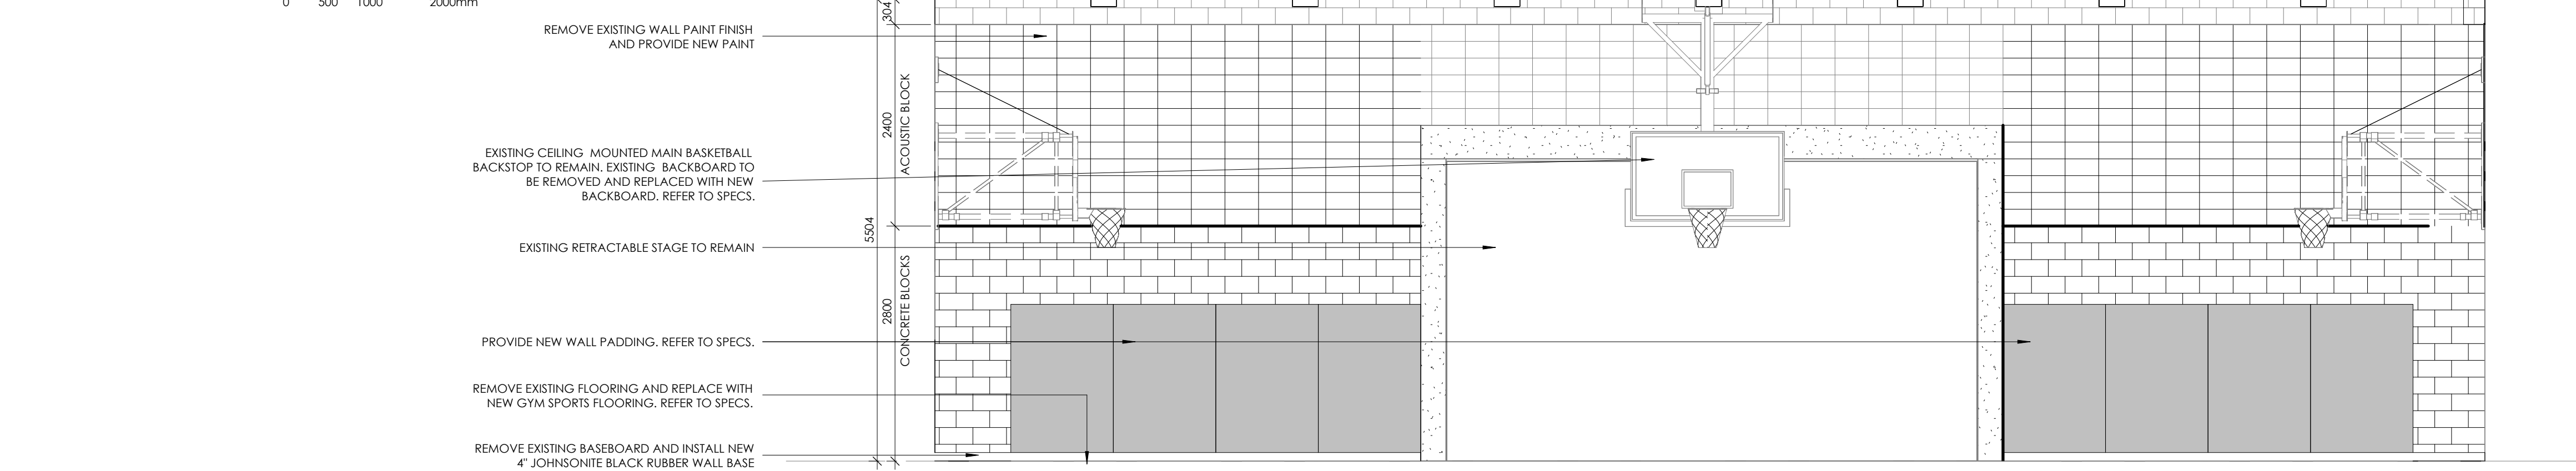 0 500 1000 2000mm
REMOVE EXISTING WALL PAINT FINISH
AND PROVIDE NEW PAINT
EXISTING CEILING MOUNTED MAIN BASKETBALL
BACKSTOP TO REMAIN. EXISTING BACKBOARD TO
BE REMOVED AND REPLACED WITH NEW
BACKBOARD. REFER TO SPECS.
EXISTING RETRACTABLE STAGE TO REMAIN
PROVIDE NEW WALL PADDING. REFER TO SPECS.
REMOVE EXISTING FLOORING AND REPLACE WITH
NEW GYM SPORTS FLOORING. REFER TO SPECS.
REMOVE EXISTING BASEBOARD AND INSTALL NEW
4" JOHNSONITE BLACK RUBBER WALL BASE
5504
304
2400
ACOUSTIC BLOCK
2800
CONCRETE BLOCKS